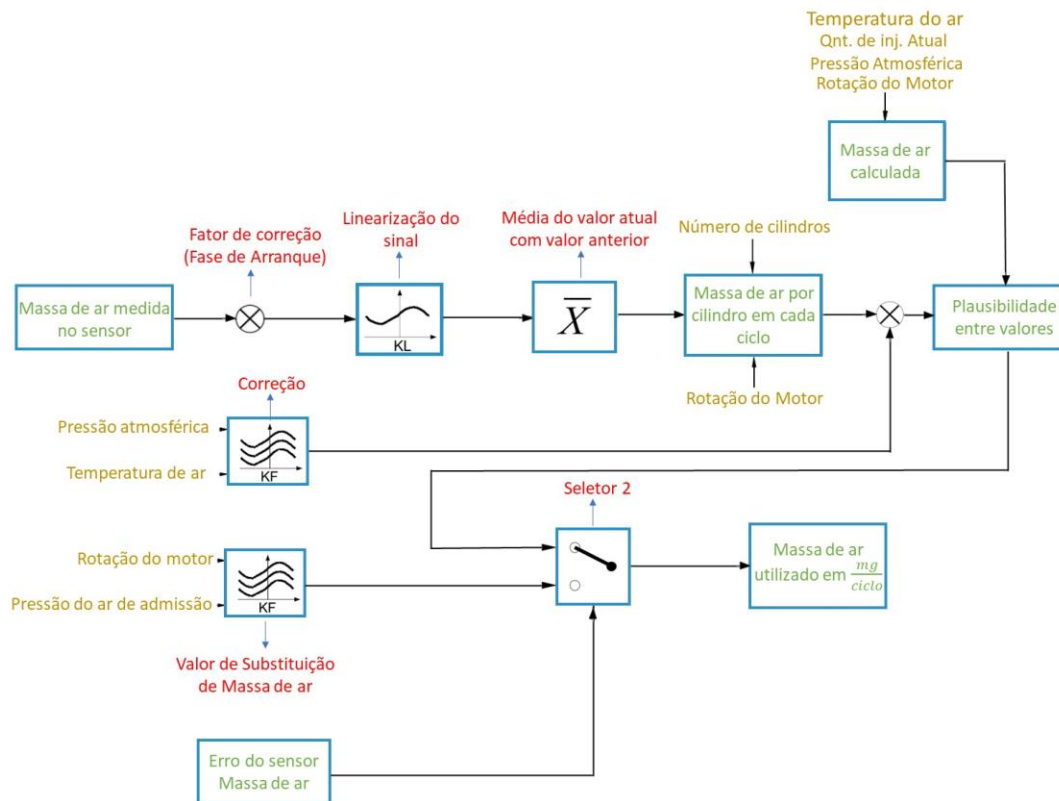 Temperatura do ar
Qnt. de inj. Atual
Pressão Atmosférica
Rotação do Motor
Massa de ar
calculada
Fator de correção
(Fase de Arranque)
Linearização do
sinal
Média do valor atual
com valor anterior
Número de cilindros
Massa de ar medida
no sensor
KL
X
Massa de ar por
cilindro em cada
ciclo
Plausibilidade
entre valores
Rotação do Motor
Correção
Pressão atmosférica
Temperatura de ar
KF
Seletor 2
Rotação do motor
Pressão do ar de admissão
KF
Massa de ar
utilizado em mg/ciclo
Valor de Substituição
de Massa de ar
Erro do sensor
Massa de ar